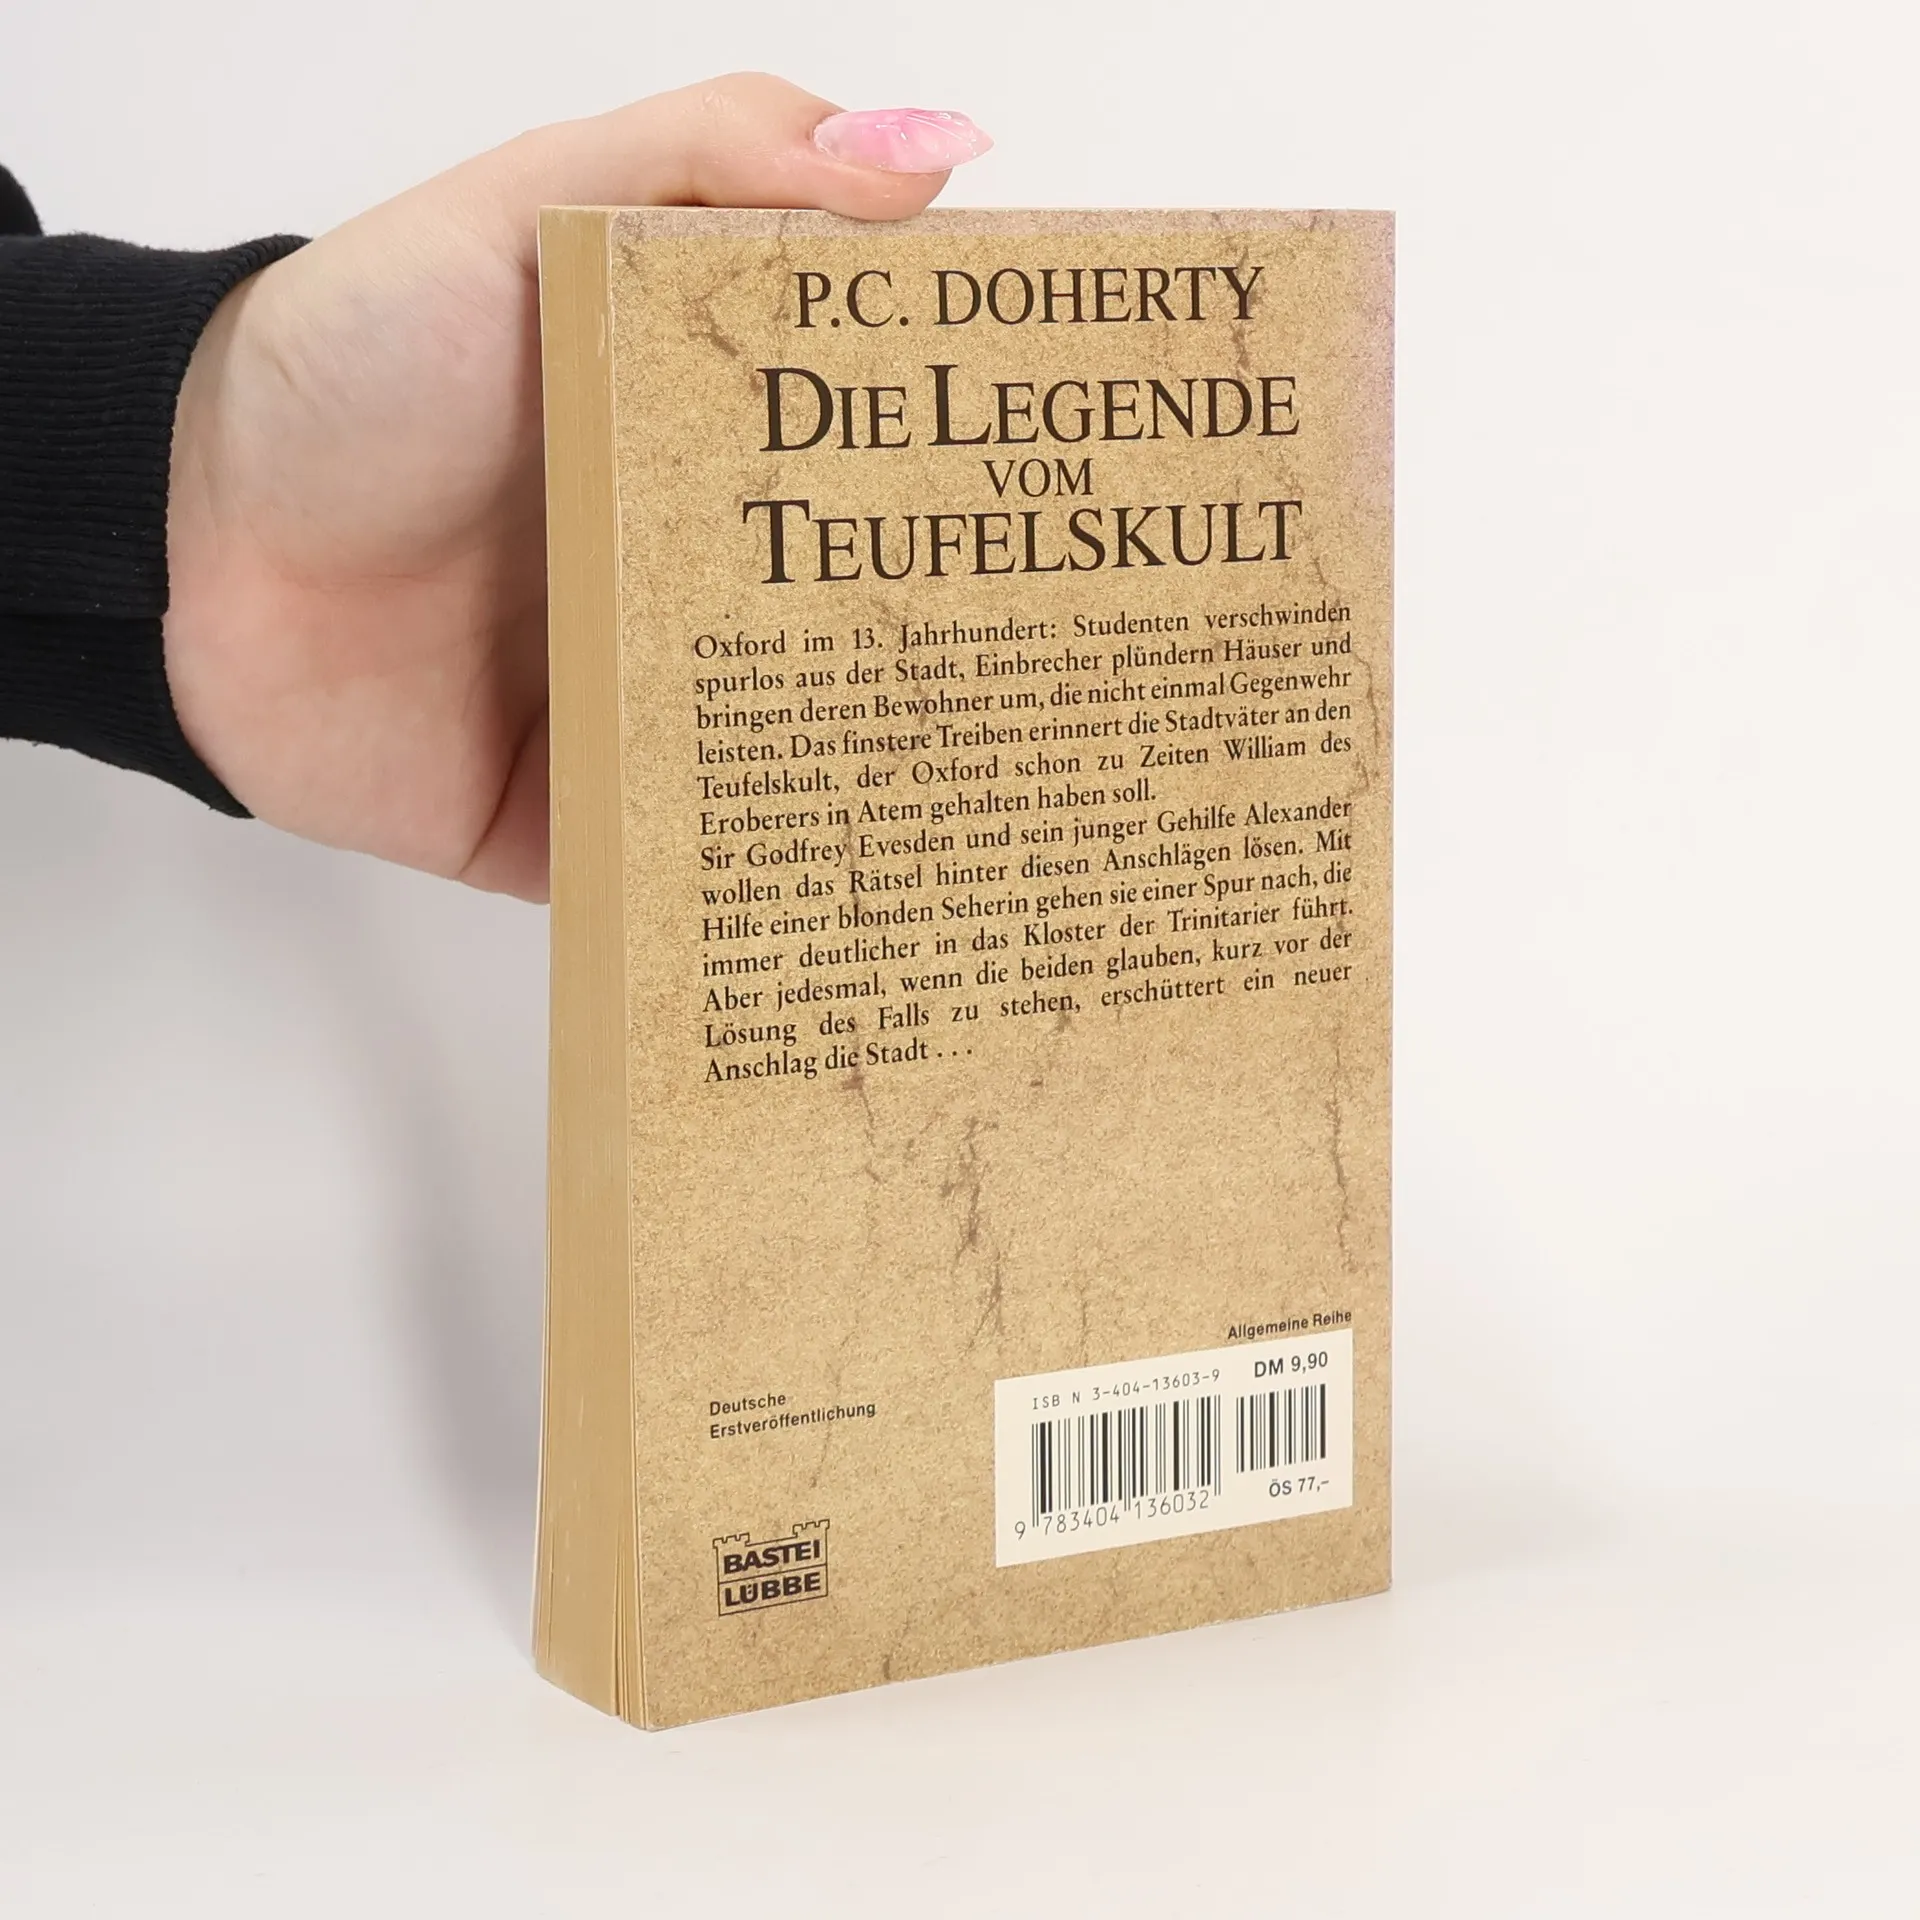 P.C. DOHERTY
DIE LEGENDE
VOM
TEUFELSKULT
Oxford im 13. Jahrhundert: Studenten verschwinden
spurlos aus der Stadt, Einbrecher plündern Häuser und
bringen deren Bewohner um, die nicht einmal Gegenwehr
leisten. Das finstere Treiben erinnert die Stadtväter an den
Teufelskult, der Oxford schon zu Zeiten William des
Eroberers in Atem gehalten haben soll.
Sir Godfrey Evesden und sein junger Gehilfe Alexander
wollen das Rätsel hinter diesen Anschlägen lösen. Mit
Hilfe einer blonden Seherin gehen sie einer Spur nach, die
immer deutlicher in das Kloster der Trinitarier führt.
Aber jedesmal, wenn die beiden glauben, kurz vor der
Lösung des Falls zu stehen, erschüttert ein neuer
Anschlag die Stadt . . .
Allgemeine Reihe
Deutsche
Erstveröffentlichung
ISBN 3-404-13603-9
DM 9,90
ÖS 77,-
9 783404 136032
BASTEI
LÜBBE